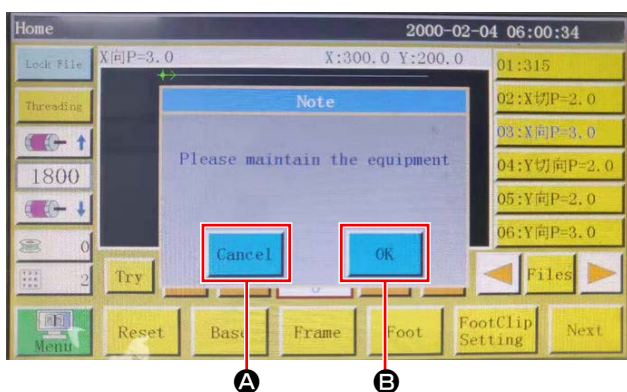 Home 2000-02-04 06:00:34
Lock File
X向P=3.0 X:300.0 Y:200.0
01:315
Threading
Note
02:X切P=2.0
03:X向P=3.0
Please maintain the equipment
04:Y切向P=2.0
1800
05:Y向P=2.0
06:Y向P=3.0
0
Cancel
OK
2
Try
Files
Menu
Reset
Base
Frame
Foot
FootClip
Setting
Next
A
B